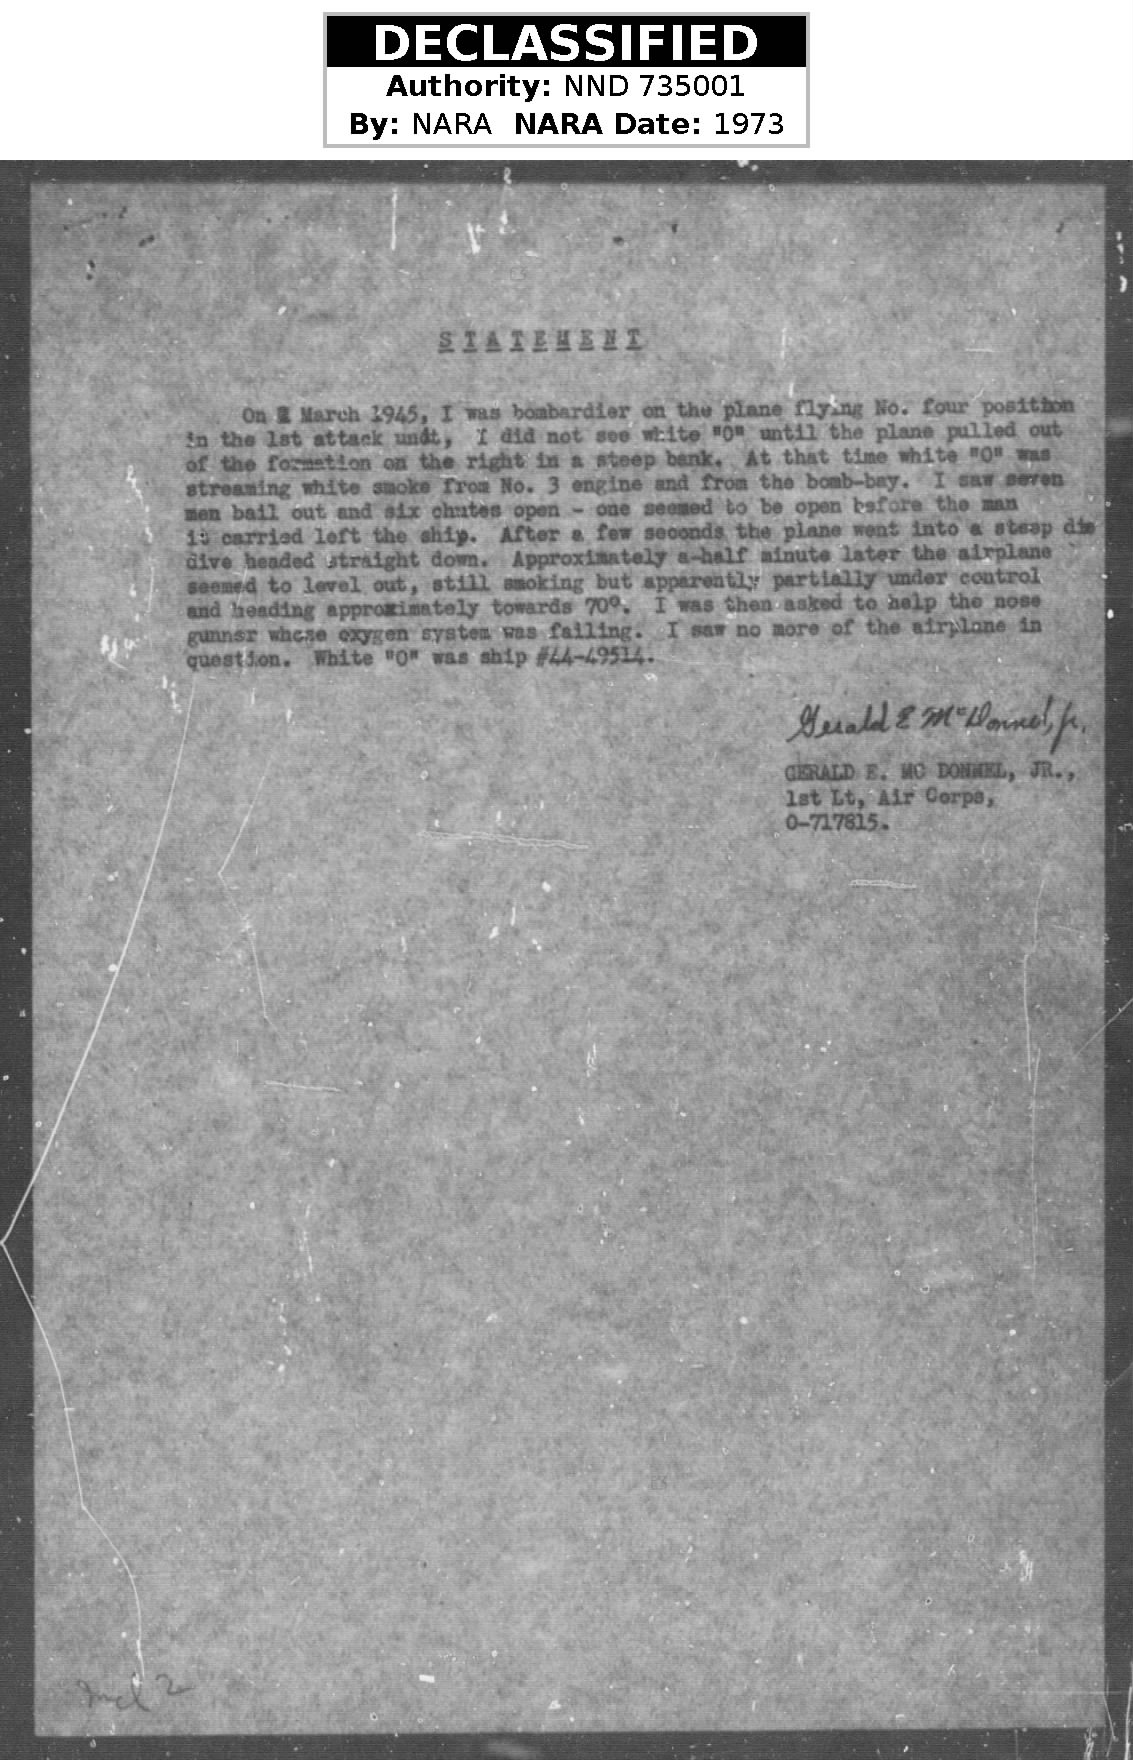 DECLASSIFIED
Authority: NND 735001
By: NARA NARA Date: 1973
STATEMENT
On March 1945, I was bombardier on the plane flying No. four position
in the 1st attack undt, I did not see white "O" until the plane pulled out
of the formation on the right in a steep bank. At that time white "O" was
streaming white smoke from No. 3 engine and from the bomb-bay. I saw seven
men bail out and six chutes open - one seemed to be open before the man
it carried left the ship. After a few seconds the plane went into a steep die
dive headed straight down. Approximately a-half minute later the airplane
seemed to level out, still smoking but apparently partially under control
and heading approximately towards 70°. I was then asked to help the nose
gunner whose oxygen system was failing. I saw no more of the airplane in
question. White "O" was ship #44-49514.
Gerald E McDonnel, Jr.
GERALD E. MC DONNEL, JR.,
1st Lt, Air Corps,
O-717815.
Incl 2